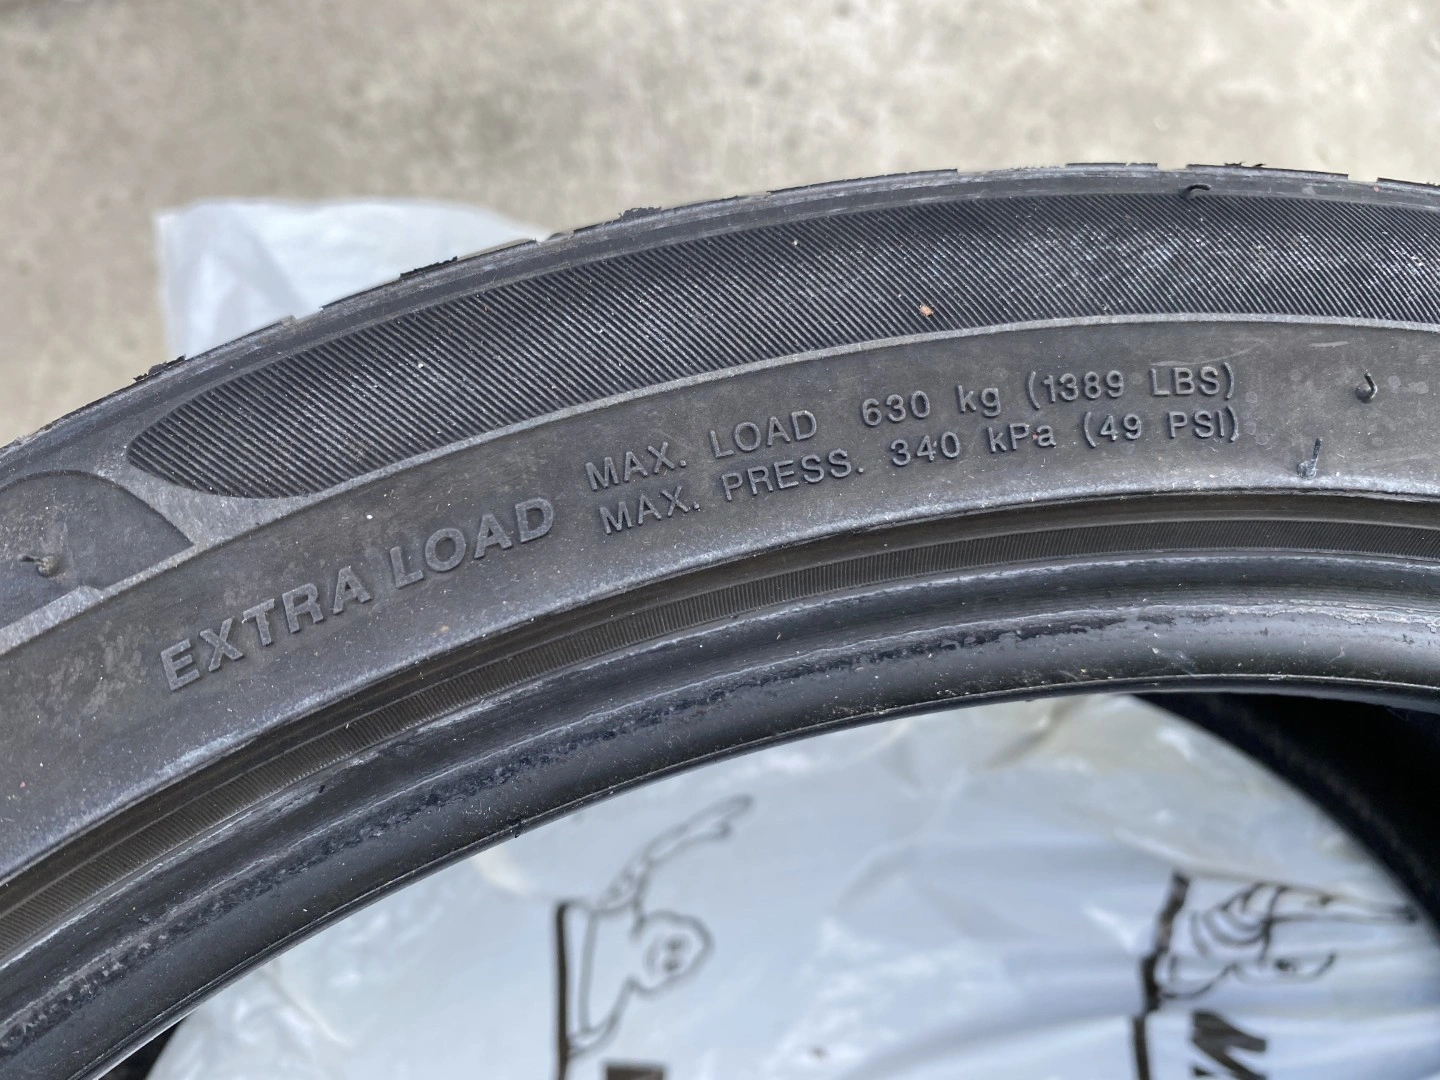 EXTRA LOAD
MAX. LOAD 630 kg (1389 LBS)
MAX. PRESS. 340 kPa (49 PSI)